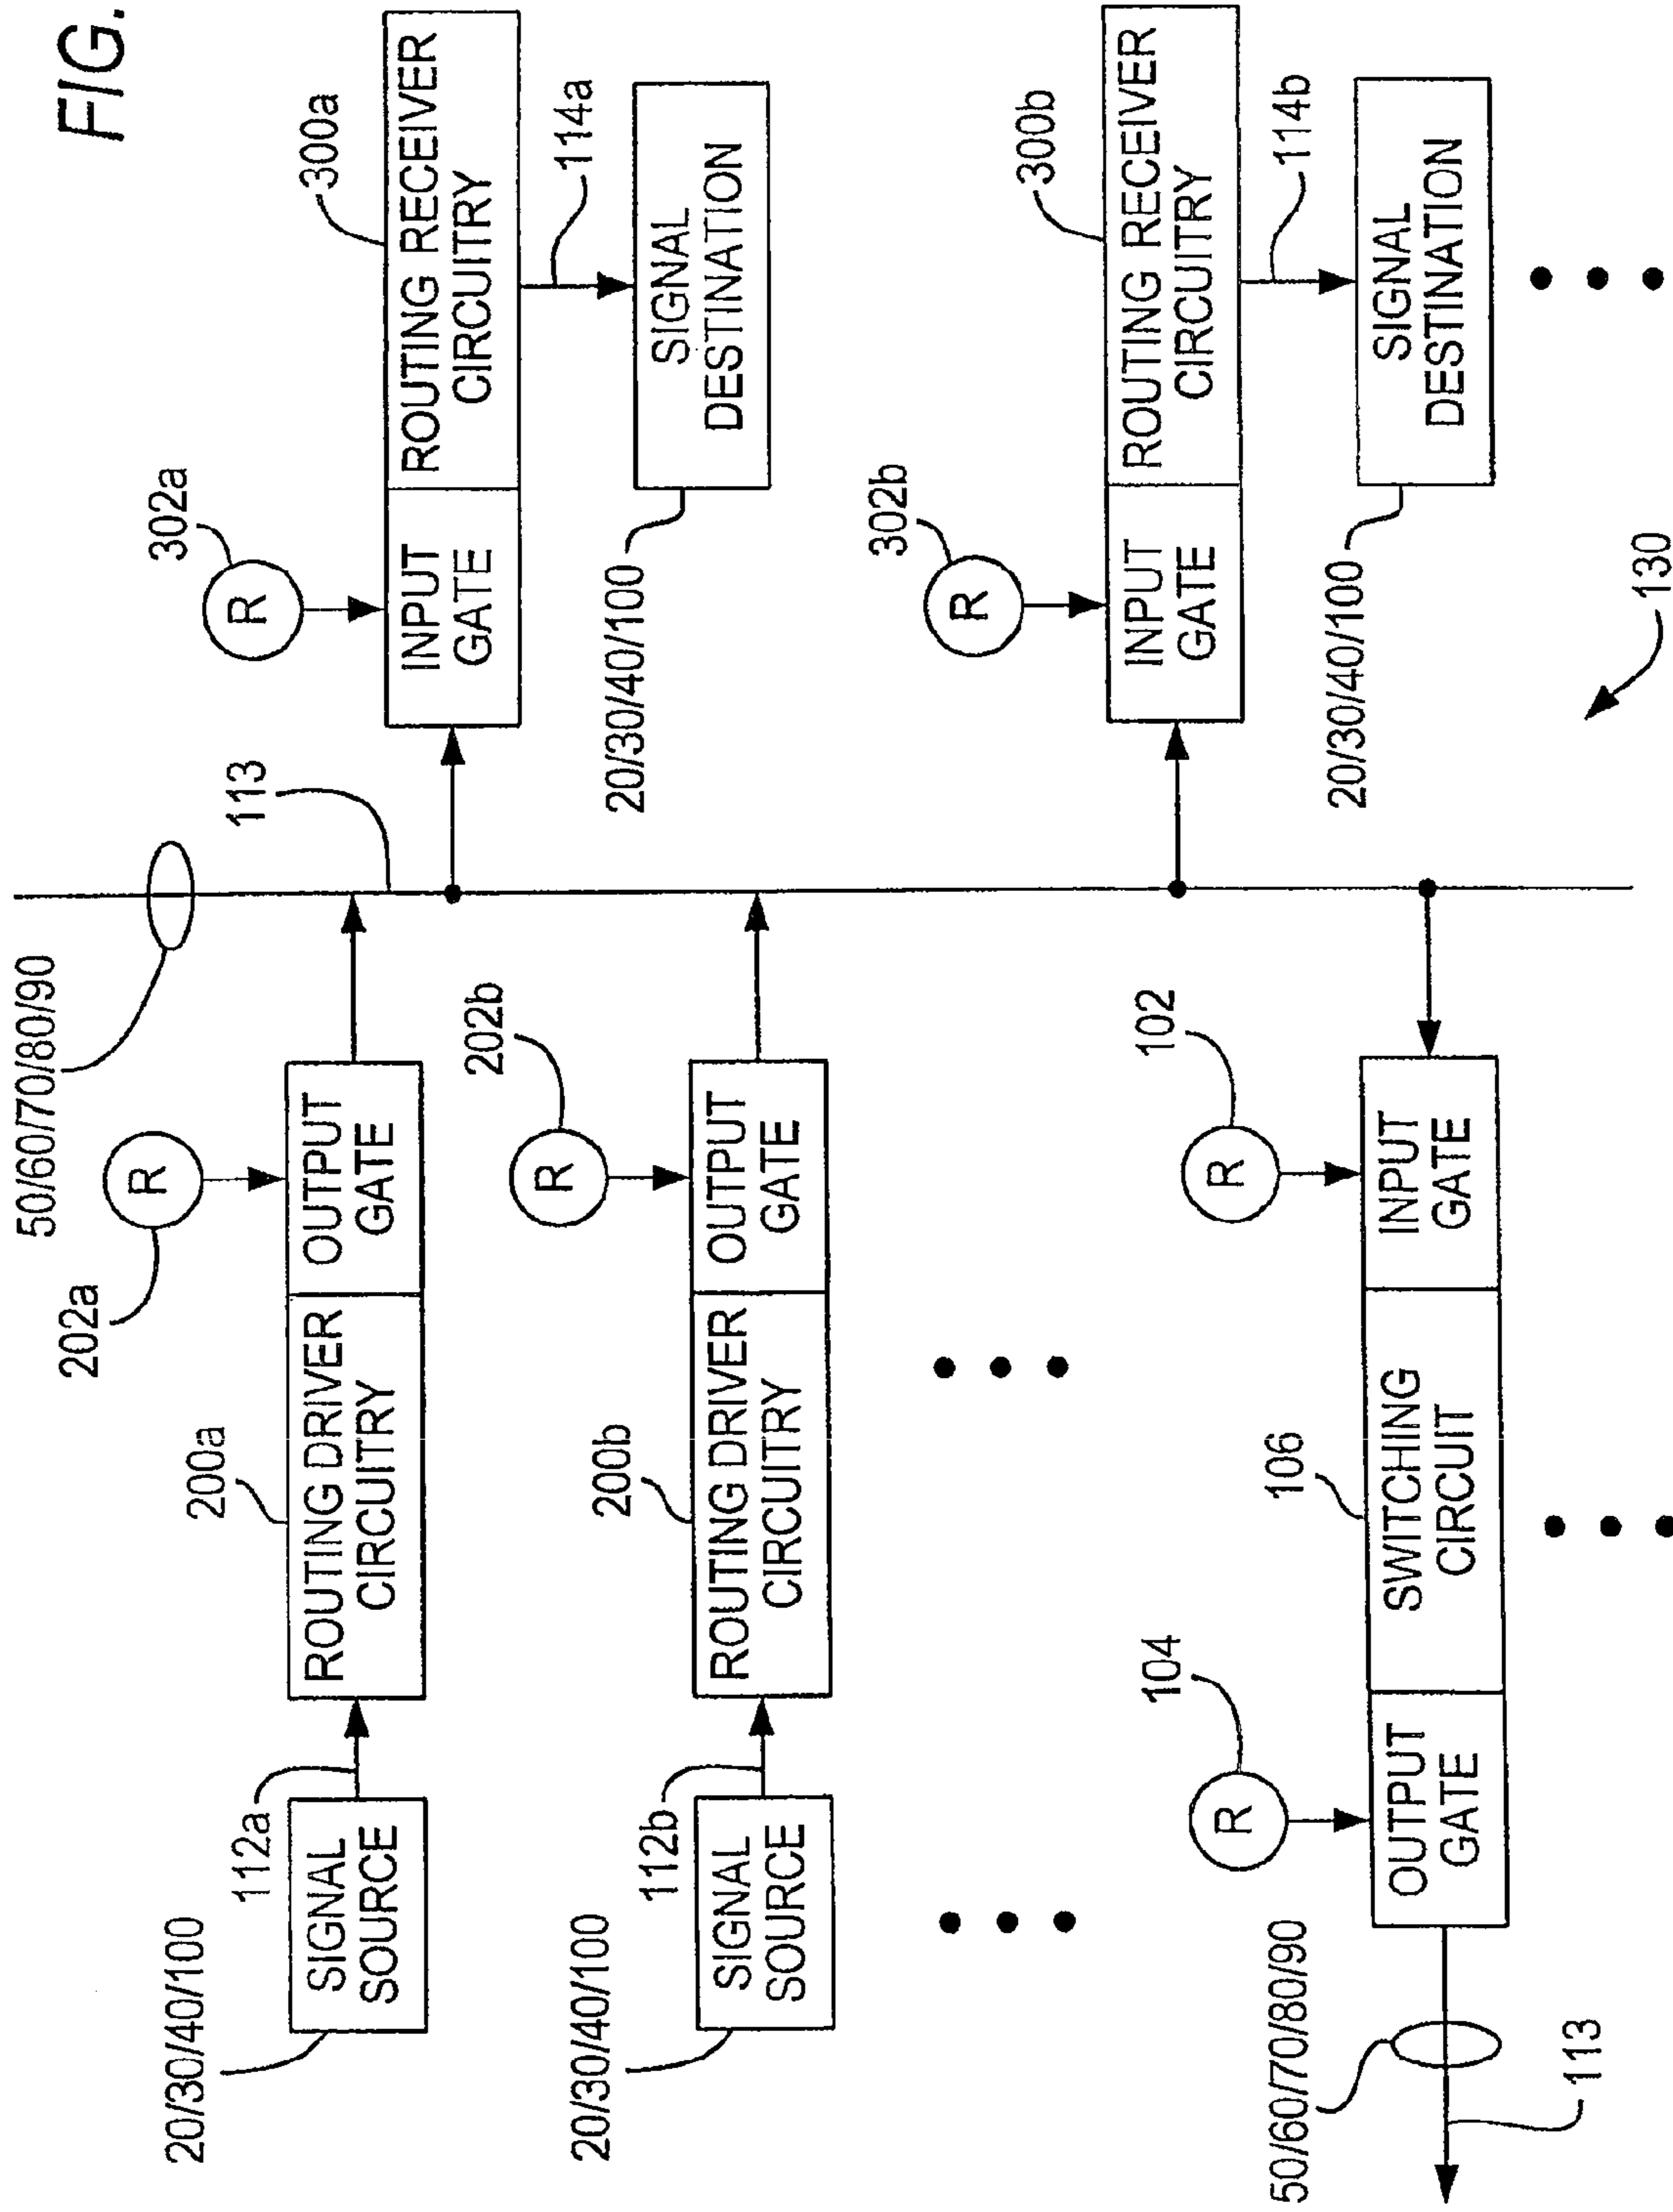 FIG.
50/60/70/80/90
113
202a
R
302a
R
20/30/40/100
112a
200a
300a
SIGNAL
SOURCE
ROUTING DRIVER
CIRCUITRY
OUTPUT
GATE
INPUT
GATE
ROUTING RECEIVER
CIRCUITRY
114a
20/30/40/100
SIGNAL
DESTINATION
202b
R
20/30/40/100
112b
200b
SIGNAL
SOURCE
ROUTING DRIVER
CIRCUITRY
OUTPUT
GATE
302b
R
300b
INPUT
GATE
ROUTING RECEIVER
CIRCUITRY
114b
20/30/40/100
SIGNAL
DESTINATION
104
R
106
102
R
50/60/70/80/90
113
OUTPUT
GATE
SWITCHING
CIRCUIT
INPUT
GATE
130